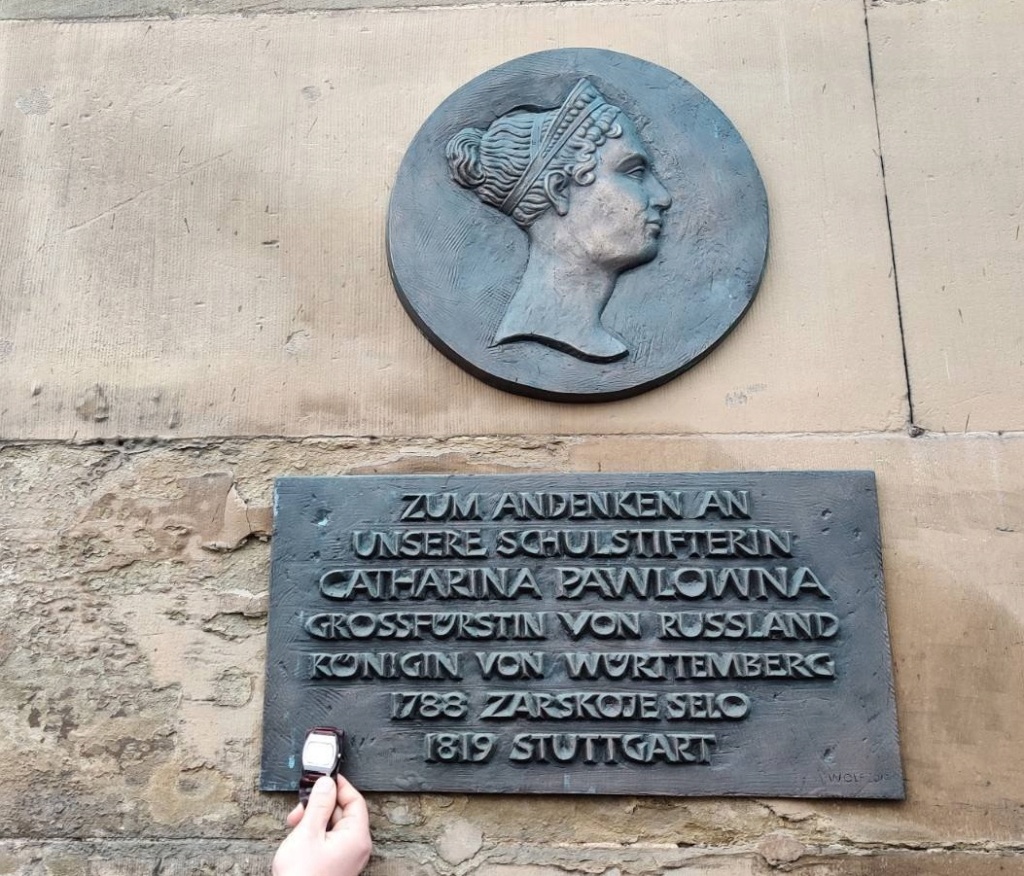 ZUM ANDENKEN AN
UNSERE SCHULSTIFTERIN
CATHARINA PAWLOWNA
GROSSFÜRSTIN VON RUSSLAND
KÖNIGIN VON WÜRTTEMBERG
1788 ZARSKOJE SELO
1819 STUTTGART